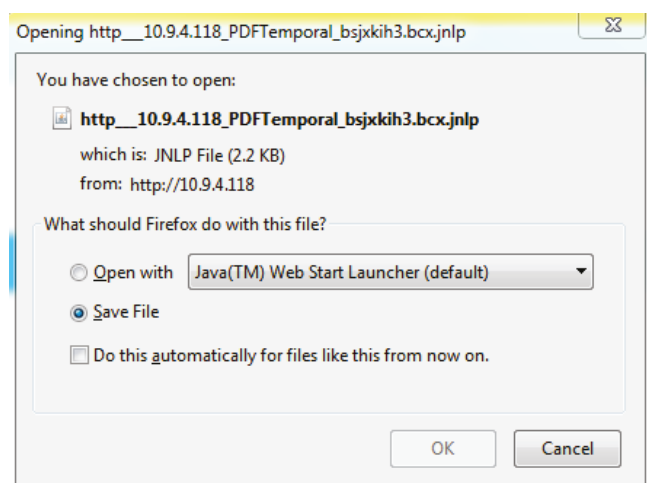 Opening http___10.9.4.118_PDFTemporal_bsjxkih3.bcx.jnlp
You have chosen to open:
http___10.9.4.118_PDFTemporal_bsjxkih3.bcx.jnlp
which is: JNLP File (2.2 KB)
from: http://10.9.4.118
What should Firefox do with this file?
Open with Java(TM) Web Start Launcher (default)
Save File
Do this automatically for files like this from now on.
OK Cancel